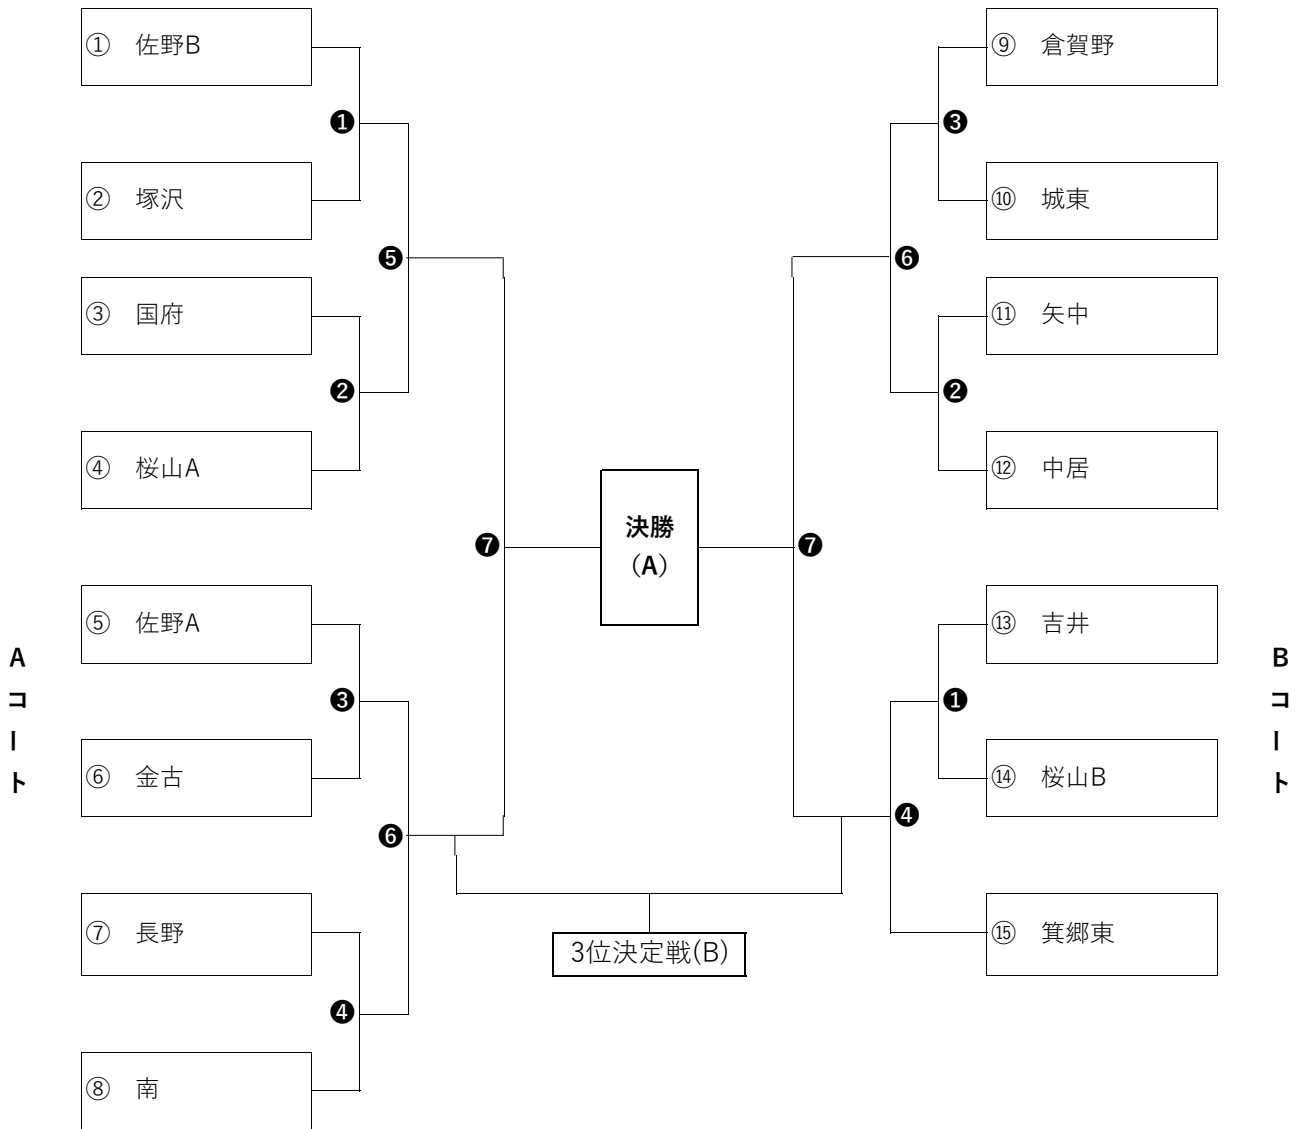 ① 佐野B
❶
② 塚沢
❺
③ 国府
❷
④ 桜山A
❼
⑤ 佐野A
❸
⑥ 金古
❻
⑦ 長野
❹
⑧ 南
Aコート
決勝
(A)
3位決定戦(B)
⑨ 倉賀野
❸
⑩ 城東
❻
⑪ 矢中
❷
⑫ 中居
❼
⑬ 吉井
❶
⑭ 桜山B
❹
⑮ 箕郷東
Bコート